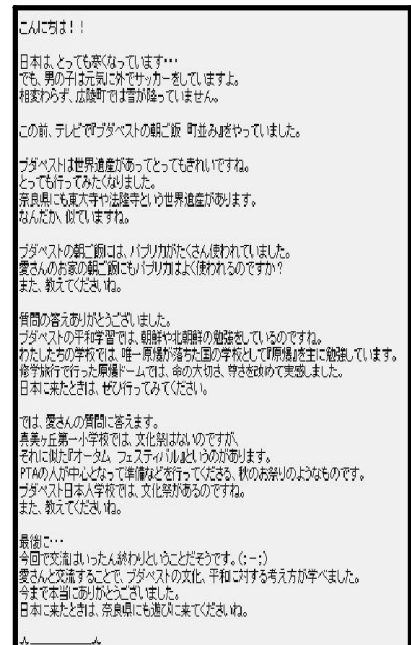 こんにちは！！
日本は、とっても寒くなっています･･･
でも、男の子は元気に外でサッカーをしていますよ。
相変わらず、広陵町では雪が降っていません。
この前、テレビで『ブダペストの朝ご飯 町並み』をやっていました。
ブダペストは世界遺産があってとってもきれいですね。
とっても行ってみたくなりました。
奈良県にも東大寺や法隆寺という世界遺産があります。
なんだか、似ていますね。
ブダペストの朝ご飯には、パプリカがたくさん使われていました。
愛さんのお家の朝ご飯にもパプリカはよく使われるのですか？
また、教えてくださいね。
質問の答えありがとうございました。
ブダペストの平和学習では、朝鮮や北朝鮮の勉強をしているのですね。
わたしたちの学校では、唯一原爆が落ちた国の学校として『原爆』を主に勉強しています。
修学旅行で行った原爆ドームでは、命の大切さ、尊さを改めて実感しました。
日本に来たときは、ぜひ行ってみてください。
では、愛さんの質問に答えます。
真美ヶ丘第一小学校では、文化祭はないのですが、
それに似た『オータム フェスティバル』というのがあります。
PTAの人が中心となって準備などを行ってくださる、秋のお祭りのようなものです。
ブダペスト日本人学校では、文化祭があるのですね。
また、教えてくださいね。
最後に･･･
今回で交流はいったん終わりということだそうです。(；－；)
愛さんと交流することで、ブダペストの文化、平和に対する考え方が学べました。
今まで本当にありがとうございました。
日本に来たときは、奈良県にも遊びに来てくださいね。
☆――――――☆